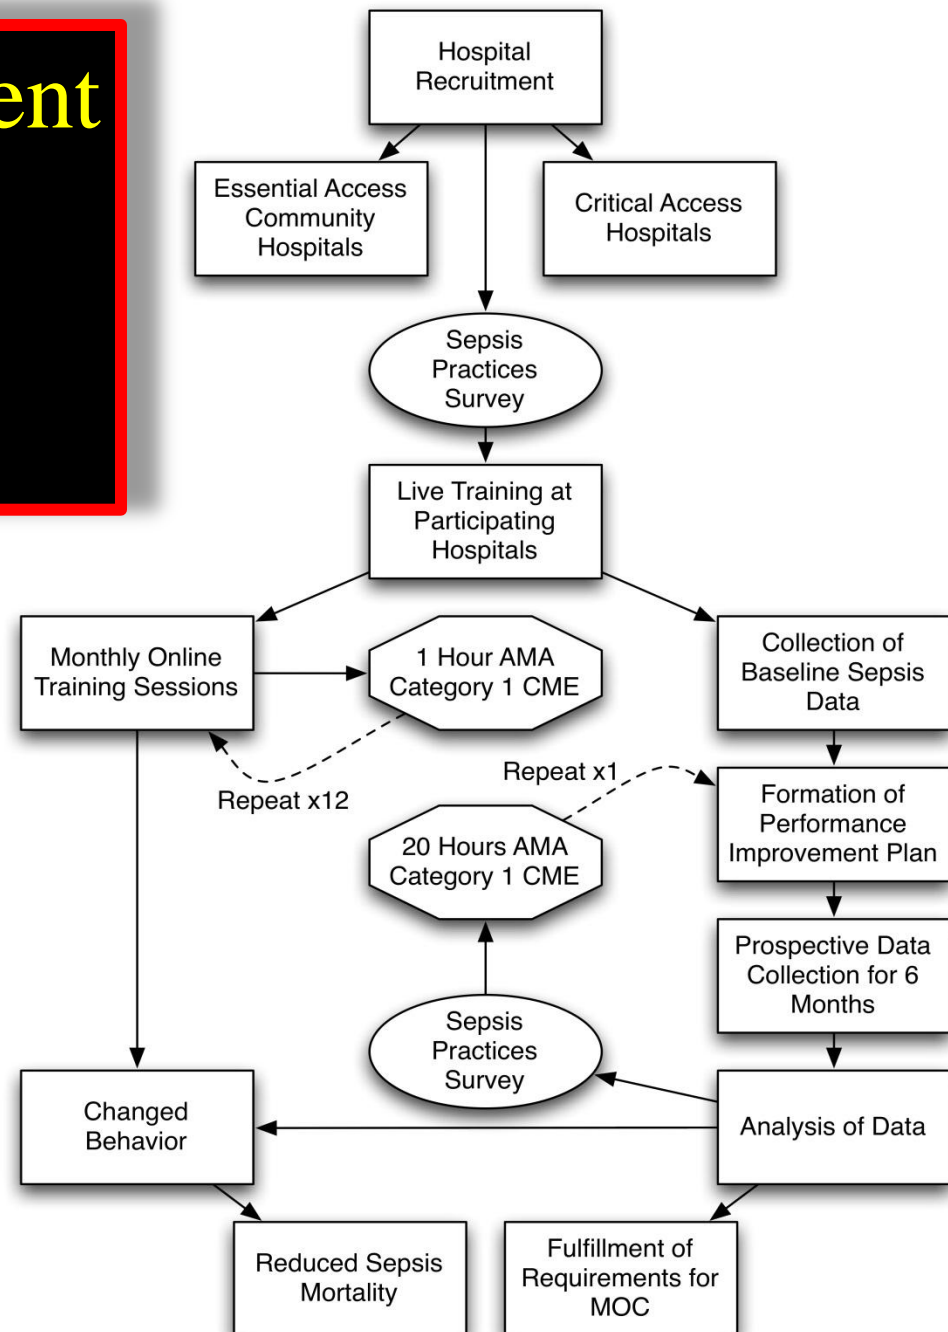 ent
Hospital
Recruitment
Essential Access
Community
Hospitals
Critical Access
Hospitals
Sepsis
Practices
Survey
Live Training at
Participating
Hospitals
Monthly Online
Training Sessions
1 Hour AMA
Category 1 CME
Collection of
Baseline Sepsis
Data
Repeat x12
Repeat x1
Formation of
Performance
Improvement Plan
20 Hours AMA
Category 1 CME
Prospective Data
Collection for 6
Months
Sepsis
Practices
Survey
Changed
Behavior
Analysis of Data
Reduced Sepsis
Mortality
Fulfillment of
Requirements for
MOC